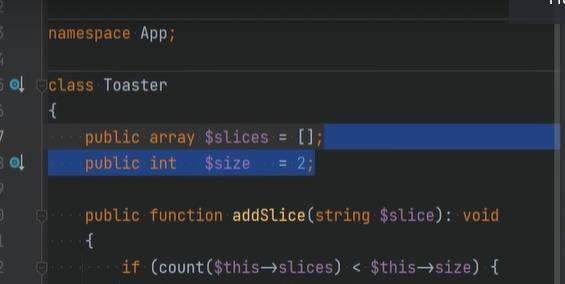 namespace App;
class Toaster
{
public array $slices = [];
public int $size = 2;
public function addSlice(string $slice): void
{
if (count($this→slices) < $this→size) {